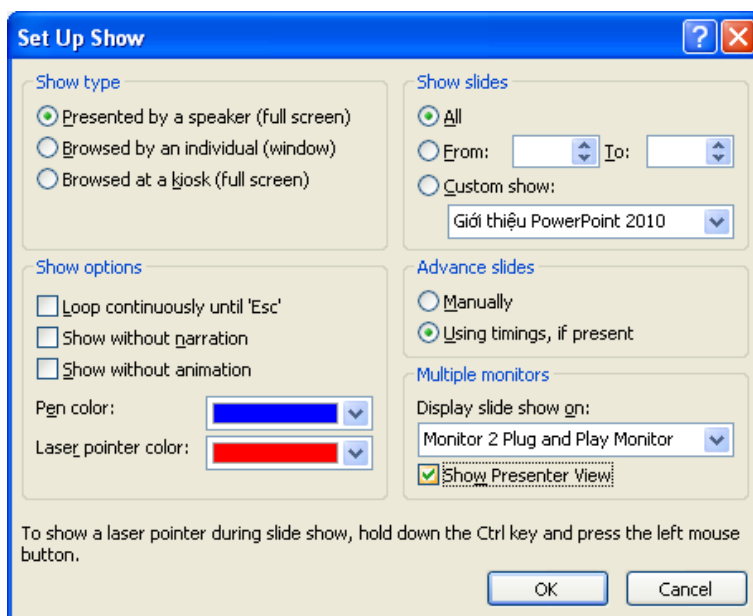 Set Up Show
Show type
Presented by a speaker (full screen)
Browsed by an individual (window)
Browsed at a kiosk (full screen)
Show slides
All
From: To:
Custom show:
Giới thiệu PowerPoint 2010
Show options
Loop continuously until 'Esc'
Show without narration
Show without animation
Pen color:
Laser pointer color:
Advance slides
Manually
Using timings, if present
Multiple monitors
Display slide show on:
Monitor 2 Plug and Play Monitor
Show Presenter View
To show a laser pointer during slide show, hold down the Ctrl key and press the left mouse
button.
OK Cancel